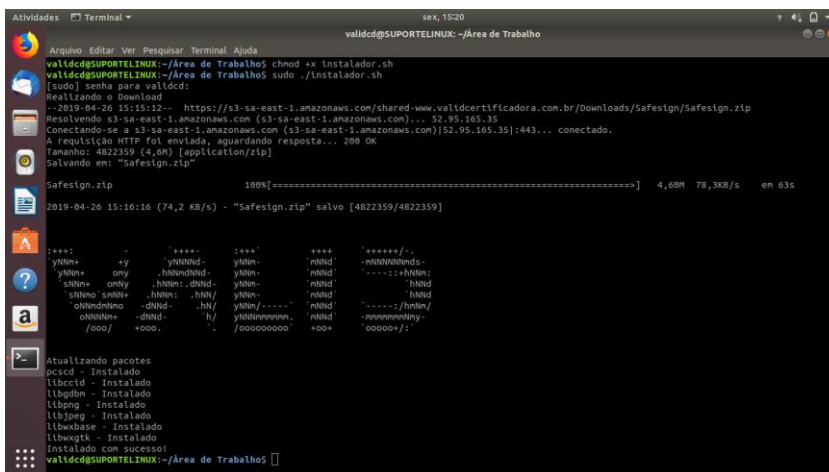 Atividades Terminal sex, 15:20
validcd@SUPORTELINUX: ~/Área de Trabalho
Arquivo Editar Ver Pesquisar Terminal Ajuda
validcd@SUPORTELINUX:~/Área de Trabalho$ chmod +x instalador.sh
validcd@SUPORTELINUX:~/Área de Trabalho$ sudo ./instalador.sh
[sudo] senha para validcd:
Realizando o Download
--2019-04-26 15:15:12-- https://s3-sa-east-1.amazonaws.com/shared-www.validcertificadora.com.br/Downloads/Safesign/Safesign.zip
Resolvendo s3-sa-east-1.amazonaws.com (s3-sa-east-1.amazonaws.com)... 52.95.165.35
Conectando-se a s3-sa-east-1.amazonaws.com (s3-sa-east-1.amazonaws.com)|52.95.165.35|:443... conectado.
A requisição HTTP foi enviada, aguardando resposta... 200 OK
Tamanho: 4822359 (4,6M) [application/zip]
Salvando em: “Safesign.zip”
Safesign.zip 100%[=================================================================>] 4,60M 78,3KB/s em 63s
2019-04-26 15:16:16 (74,2 KB/s) - “Safesign.zip” salvo [4822359/4822359]
Atualizando pacotes
pcscd - Instalado
libccid - Instalado
libgdbm - Instalado
libpng - Instalado
libjpeg - Instalado
libwxbase - Instalado
libwxgtk - Instalado
Instalado com sucesso!
validcd@SUPORTELINUX:~/Área de Trabalho$